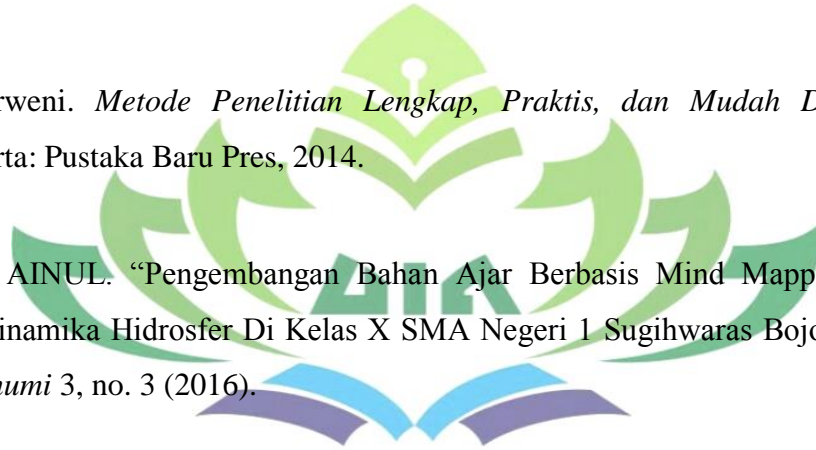 rweni. Metode Penelitian Lengkap, Praktis, dan Mudah D
rta: Pustaka Baru Pres, 2014.
AINUL. “Pengembangan Bahan Ajar Berbasis Mind Mapp
inamika Hidrosfer Di Kelas X SMA Negeri 1 Sugihwaras Bojo
umi 3, no. 3 (2016).